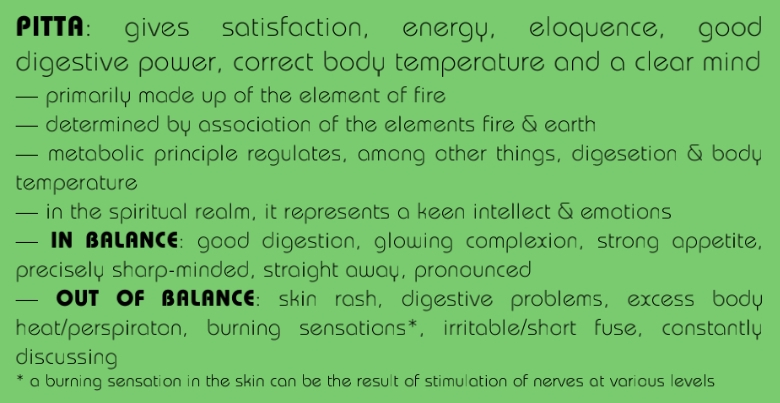 PITTA: gives satisfaction, energy, eloquence, good
digestive power, correct body temperature and a clear mind
— primarily made up of the element of fire
— determined by association of the elements fire & earth
— metabolic principle regulates, among other things, digesetion & body
temperature
— in the spiritual realm, it represents a keen intellect & emotions
— IN BALANCE: good digestion, glowing complexion, strong appetite,
precisely sharp-minded, straight away, pronounced
— OUT OF BALANCE: skin rash, digestive problems, excess body
heat/perspiraton, burning sensations*, irritable/short fuse, constantly
discussing
* a burning sensation in the skin can be the result of stimulation of nerves at various levels